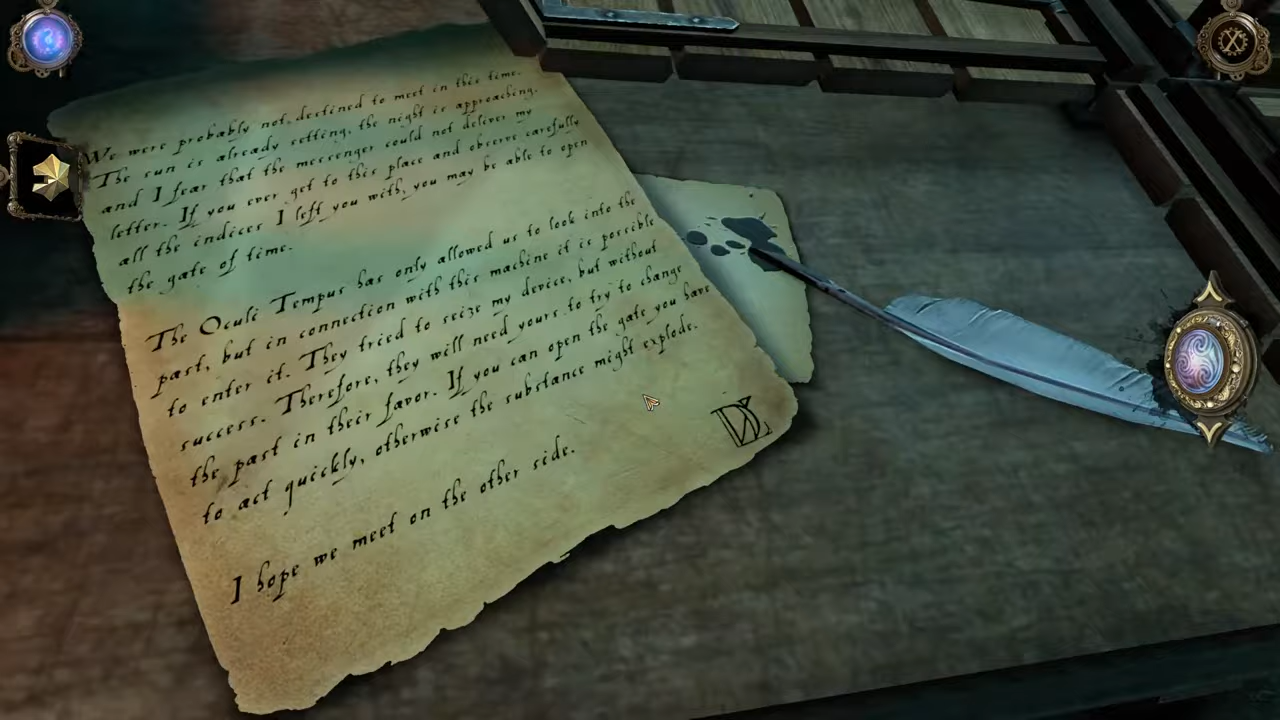 We were probably not destined to meet in this time.
The sun is already setting, the night is approaching,
and I fear that the messenger could not deliver my
letter. If you ever get to this place and observe carefully
all the indices I left you with, you may be able to open
the gate of time.
The Oculi Tempus has only allowed us to look into the
past, but in connection with this machine it is possible
to enter it. They tried to seize my device, but without
success. Therefore, they will need yours to try to change
the past in their favor. If you can open the gate you have
to act quickly, otherwise the substance might explode.
I hope we meet on the other side.